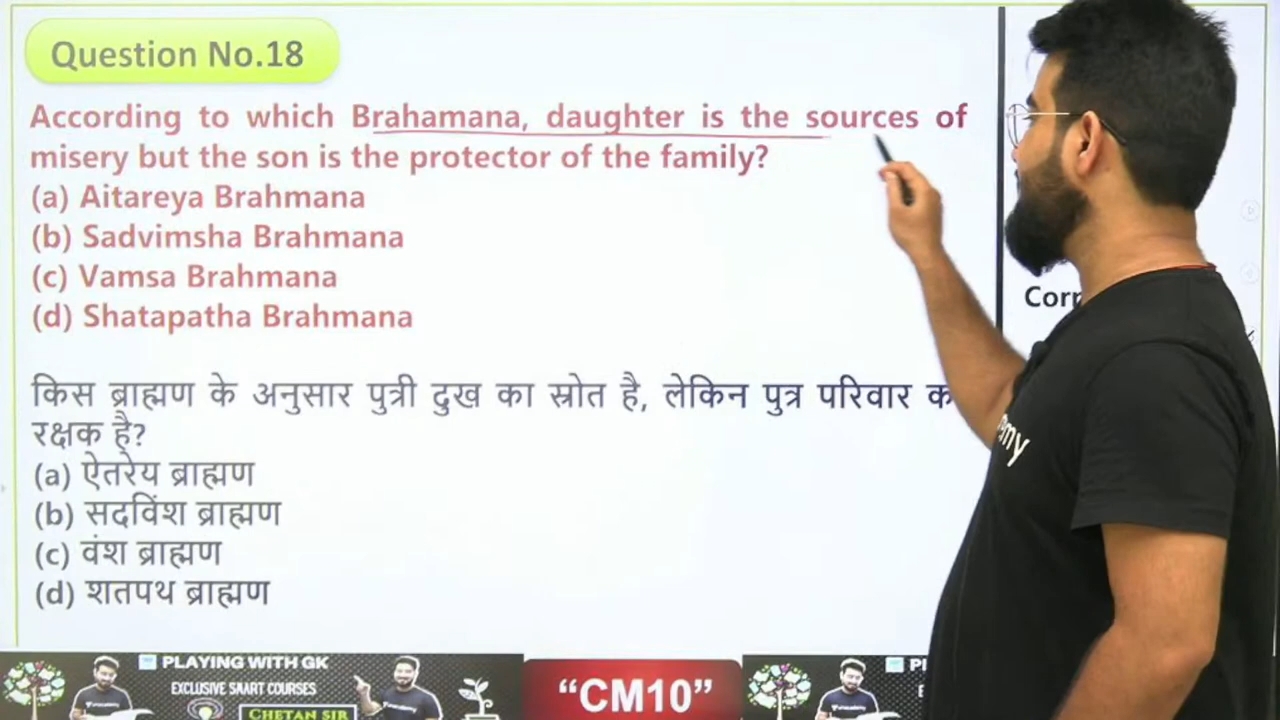 Question No.18
According to which Brahamana, daughter is the sources of
misery but the son is the protector of the family?
(a) Aitareya Brahmana
(b) Sadvimsha Brahmana
(c) Vamsa Brahmana
(d) Shatapatha Brahmana
किस ब्राह्मण के अनुसार पुत्री दुख का स्रोत है, लेकिन पुत्र परिवार
रक्षक है?
(a) ऐतरेय ब्राह्मण
(b) सदविंश ब्राह्मण
(c) वंश ब्राह्मण
(d) शतपथ ब्राह्मण
PLAYING WITH GK
EXCLUSIVE SAART COURSES
CHETAN SIR
“CM10”